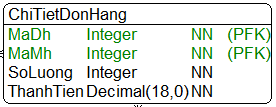 ChiTietDonHang
MaDh Integer NN (PFK)
MaMh Integer NN (PFK)
SoLuong Integer NN
ThanhTien Decimal(18,0) NN